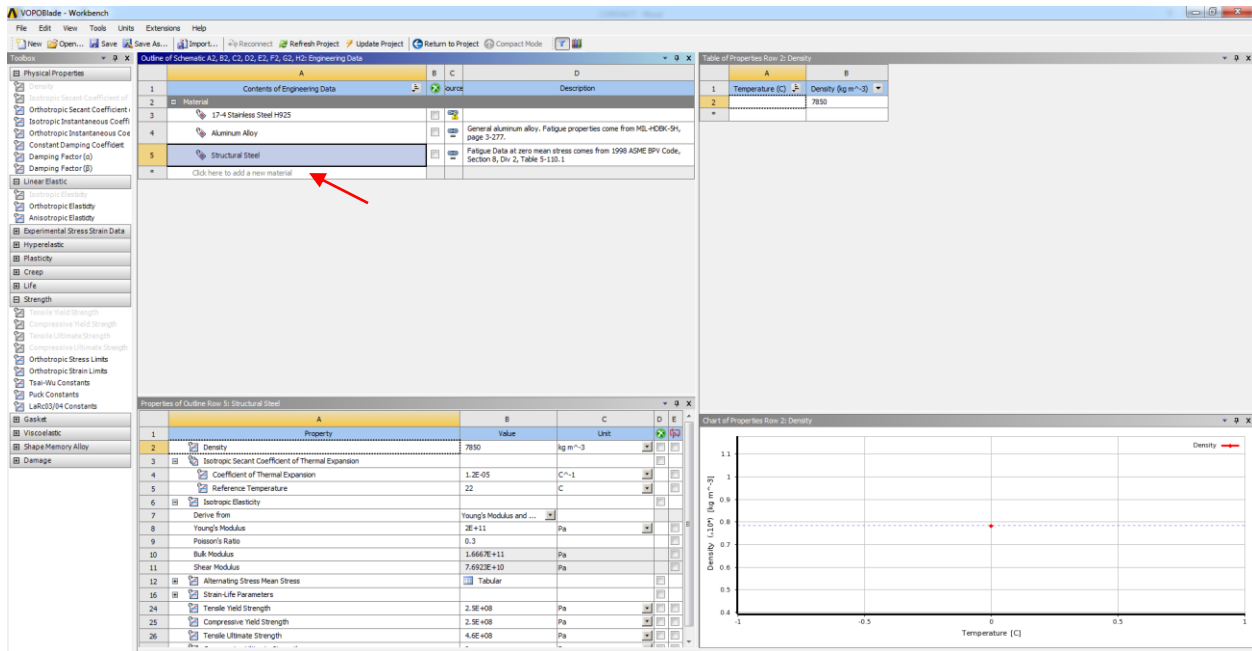 VOPOBlade - Workbench
File Edit View Tools Units Extensions Help
New Open... Save Save As... Import... Reconnect Refresh Project Update Project Return to Project Compact Mode
Toolbox
Physical Properties
Density
Isotropic Secant Coefficient of
Orthotropic Secant Coefficient
Isotropic Instantaneous Coeffi
Orthotropic Instantaneous Coe
Constant Damping Coefficient
Damping Factor (α)
Damping Factor (β)
Linear Elastic
Isotropic Elasticity
Orthotropic Elasticity
Anisotropic Elasticity
Experimental Stress Strain Data
Hyperelastic
Plasticity
Creep
Life
Strength
Tensile Yield Strength
Compressive Yield Strength
Tensile Ultimate Strength
Compressive Ultimate Strength
Orthotropic Stress Limits
Orthotropic Strain Limits
Tsai-Wu Constants
Puck Constants
LaRc03/04 Constants
Gasket
Viscoelastic
Shape Memory Alloy
Damage
Outline of Schematic A2, B2, C2, D2, E2, F2, G2, H2: Engineering Data
A B C D
1 Contents of Engineering Data ource Description
2 Material
3 17-4 Stainless Steel H925
4 Aluminum Alloy General aluminum alloy. Fatigue properties come from MIL-HDBK-5H,
page 3-277.
5 Structural Steel Fatigue Data at zero mean stress comes from 1998 ASME BPV Code,
Section 8, Div 2, Table 5-110.1
* Click here to add a new material
Table of Properties Row 2: Density
A B
1 Temperature (C) Density (kg m^-3)
2 7850
*
Properties of Outline Row 5: Structural Steel
A B C D E
1 Property Value Unit
2 Density 7850 kg m^-3
3 Isotropic Secant Coefficient of Thermal Expansion
4 Coefficient of Thermal Expansion 1.2E-05 C^-1
5 Reference Temperature 22 C
6 Isotropic Elasticity
7 Derive from Young's Modulus and ...
8 Young's Modulus 2E+11 Pa
9 Poisson's Ratio 0.3
10 Bulk Modulus 1.6667E+11 Pa
11 Shear Modulus 7.6923E+10 Pa
12 Alternating Stress Mean Stress Tabular
16 Strain-Life Parameters
24 Tensile Yield Strength 2.5E+08 Pa
25 Compressive Yield Strength 2.5E+08 Pa
26 Tensile Ultimate Strength 4.6E+08 Pa
Chart of Properties Row 2: Density
Density
1.1
1
0.9
0.8
0.7
0.6
0.5
0.4
Density (.10⁴) [kg m^-3]
-1 -0.5 0 0.5 1
Temperature [C]